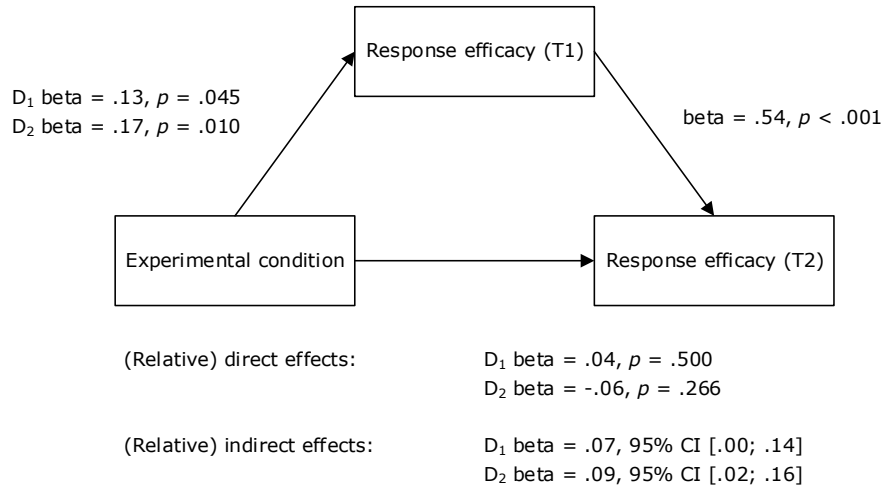 Response efficacy (T1)
D₁ beta = .13, p = .045
D₂ beta = .17, p = .010
beta = .54, p < .001
Experimental condition
Response efficacy (T2)
(Relative) direct effects: D₁ beta = .04, p = .500
D₂ beta = -.06, p = .266
(Relative) indirect effects: D₁ beta = .07, 95% CI [.00; .14]
D₂ beta = .09, 95% CI [.02; .16]